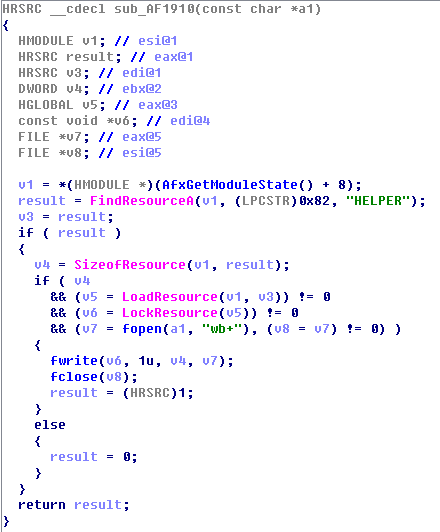 HRSRC __cdecl sub_AF1910(const char *a1)
{
  HMODULE v1; // esi@1
  HRSRC result; // eax@1
  HRSRC v3; // edi@1
  DWORD v4; // ebx@2
  HGLOBAL v5; // eax@3
  const void *v6; // edi@4
  FILE *v7; // eax@5
  FILE *v8; // esi@5

  v1 = *(HMODULE *)(AfxGetModuleState() + 8);
  result = FindResourceA(v1, (LPCSTR)0x82, "HELPER");
  v3 = result;
  if ( result )
  {
    v4 = SizeofResource(v1, result);
    if ( v4
      && (v5 = LoadResource(v1, v3)) != 0
      && (v6 = LockResource(v5)) != 0
      && (v7 = fopen(a1, "wb+"), (v8 = v7) != 0) )
    {
      fwrite(v6, 1u, v4, v7);
      fclose(v8);
      result = (HRSRC)1;
    }
    else
    {
      result = 0;
    }
  }
  return result;
}